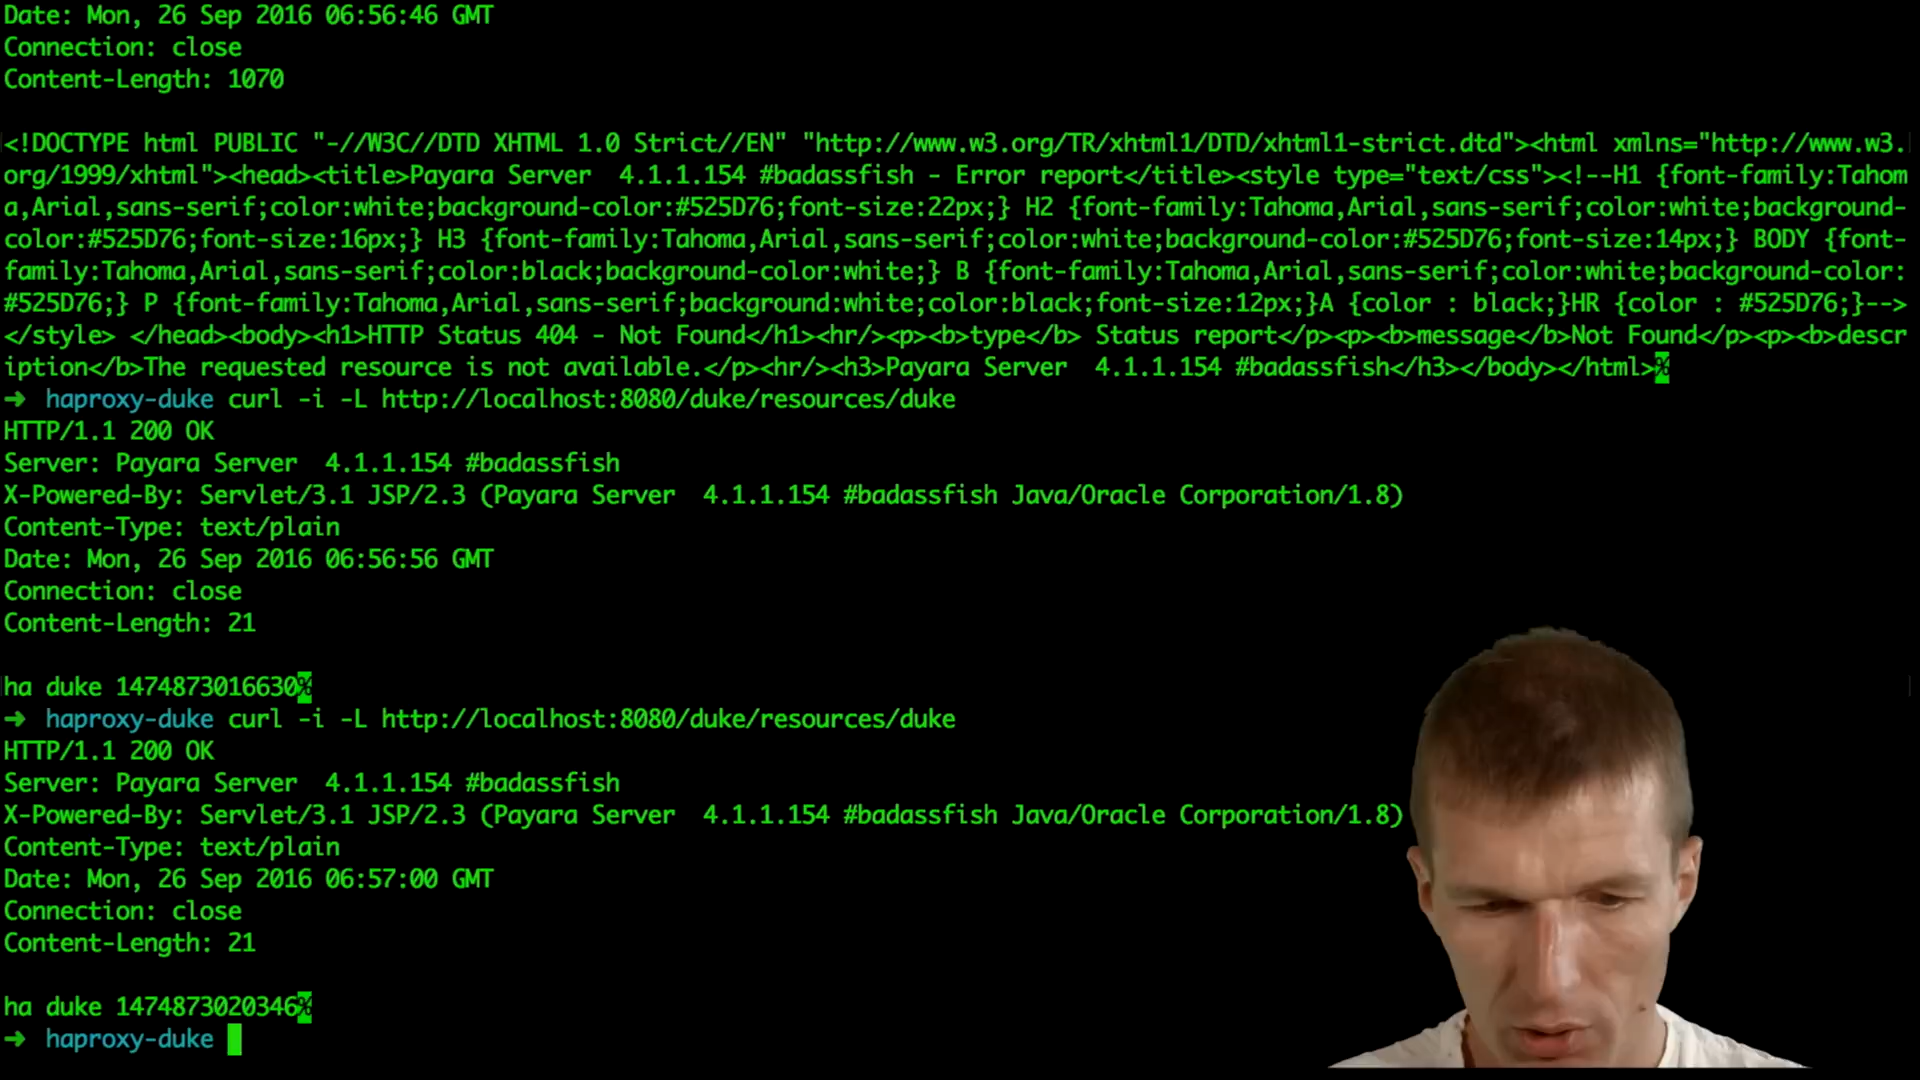 Date: Mon, 26 Sep 2016 06:56:46 GMT
Connection: close
Content-Length: 1070
<!DOCTYPE html PUBLIC "-//W3C//DTD XHTML 1.0 Strict//EN" "http://www.w3.org/TR/xhtml1/DTD/xhtml1-strict.dtd"><html xmlns="http://www.w3.
org/1999/xhtml"><head><title>Payara Server  4.1.1.154 #badassfish - Error report</title><style type="text/css"><!--H1 {font-family:Tahom
a,Arial,sans-serif;color:white;background-color:#525D76;font-size:22px;} H2 {font-family:Tahoma,Arial,sans-serif;color:white;background-
color:#525D76;font-size:16px;} H3 {font-family:Tahoma,Arial,sans-serif;color:white;background-color:#525D76;font-size:14px;} BODY {font-
family:Tahoma,Arial,sans-serif;color:black;background-color:white;} B {font-family:Tahoma,Arial,sans-serif;color:white;background-color:
#525D76;} P {font-family:Tahoma,Arial,sans-serif;background:white;color:black;font-size:12px;}A {color : black;}HR {color : #525D76;}-->
</style> </head><body><h1>HTTP Status 404 - Not Found</h1><hr/><p><b>type</b> Status report</p><p><b>message</b>Not Found</p><p><b>descr
iption</b>The requested resource is not available.</p><hr/><h3>Payara Server  4.1.1.154 #badassfish</h3></body></html>%
➜  haproxy-duke curl -i -L http://localhost:8080/duke/resources/duke
HTTP/1.1 200 OK
Server: Payara Server  4.1.1.154 #badassfish
X-Powered-By: Servlet/3.1 JSP/2.3 (Payara Server  4.1.1.154 #badassfish Java/Oracle Corporation/1.8)
Content-Type: text/plain
Date: Mon, 26 Sep 2016 06:56:56 GMT
Connection: close
Content-Length: 21
ha duke 1474873016630%
➜  haproxy-duke curl -i -L http://localhost:8080/duke/resources/duke
HTTP/1.1 200 OK
Server: Payara Server  4.1.1.154 #badassfish
X-Powered-By: Servlet/3.1 JSP/2.3 (Payara Server  4.1.1.154 #badassfish Java/Oracle Corporation/1.8)
Content-Type: text/plain
Date: Mon, 26 Sep 2016 06:57:00 GMT
Connection: close
Content-Length: 21
ha duke 1474873020346%
➜  haproxy-duke